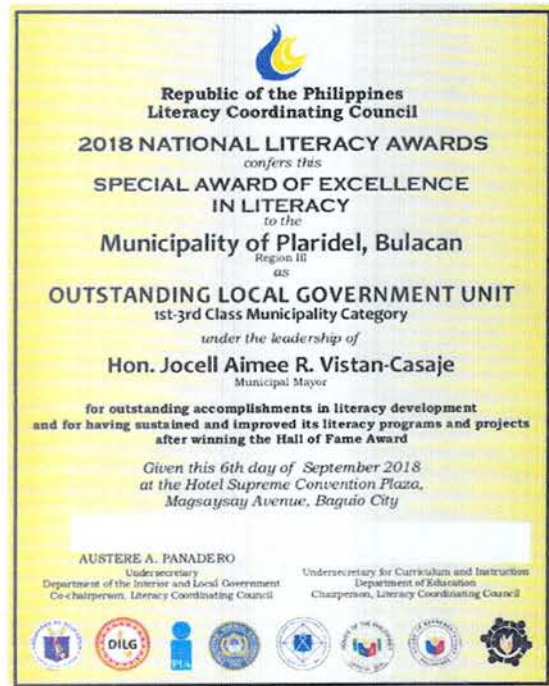 Republic of the Philippines
Literacy Coordinating Council
2018 NATIONAL LITERACY AWARDS
confers this
SPECIAL AWARD OF EXCELLENCE
IN LITERACY
to the
Municipality of Plaridel, Bulacan
Region III
as
OUTSTANDING LOCAL GOVERNMENT UNIT
1st-3rd Class Municipality Category
under the leadership of
Hon. Jocell Aimee R. Vistan-Casaje
Municipal Mayor
for outstanding accomplishments in literacy development
and for having sustained and improved its literacy programs and projects
after winning the Hall of Fame Award
Given this 6th day of September 2018
at the Hotel Supreme Convention Plaza,
Magsaysay Avenue, Baguio City
AUSTERE A. PANADERO
Undersecretary
Department of the Interior and Local Government
Co-chairperson, Literacy Coordinating Council
Undersecretary for Curriculum and Instruction
Department of Education
Chairperson, Literacy Coordinating Council
DILG
PIA